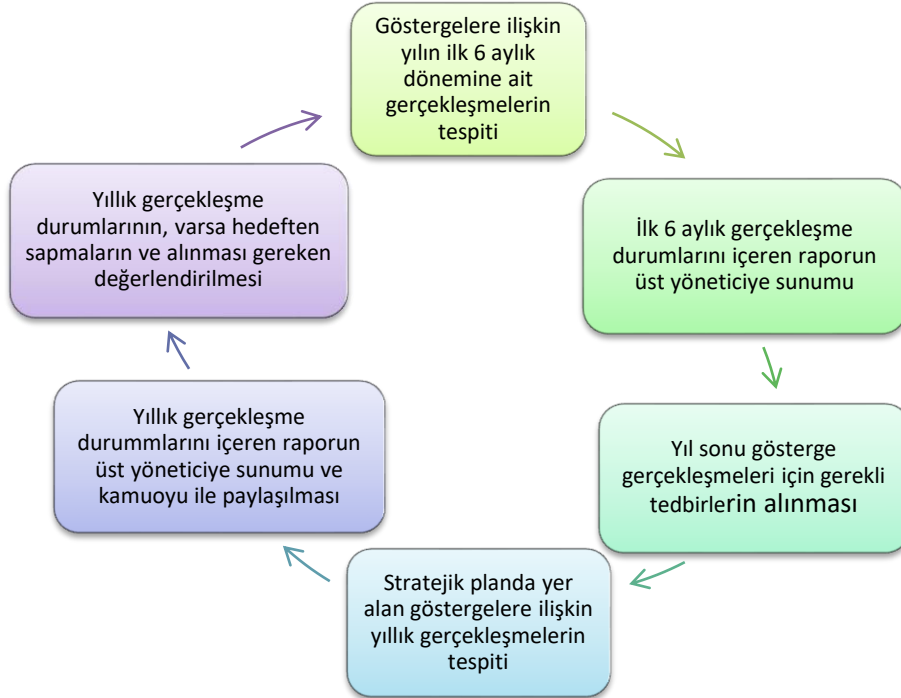 Göstergelere ilişkin
yılın ilk 6 aylık
dönemine ait
gerçekleşmelerin
tespiti
İlk 6 aylık gerçekleşme
durumlarını içeren raporun
üst yöneticiye sunumu
Yıl sonu gösterge
gerçekleşmeleri için gerekli
tedbirlerin alınması
Stratejik planda yer
alan göstergelere ilişkin
yıllık gerçekleşmelerin
tespiti
Yıllık gerçekleşme
durummlarını içeren raporun
üst yöneticiye sunumu ve
kamuoyu ile paylaşılması
Yıllık gerçekleşme
durumlarının, varsa hedeften
sapmaların ve alınması gereken
değerlendirilmesi